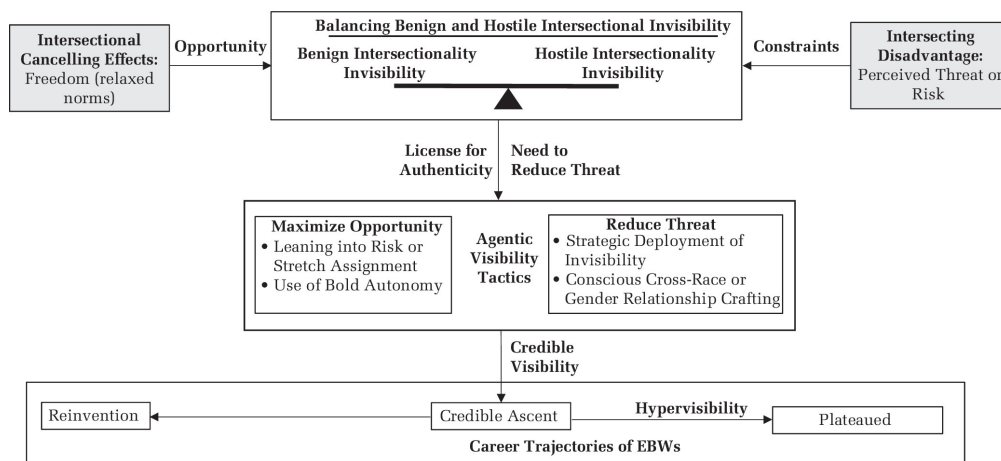 Balancing Benign and Hostile Intersectional Invisibility
Intersectional
Cancelling Effects:
Freedom (relaxed
norms)
Opportunity
Benign Intersectionality
Invisibility
Hostile Intersectionality
Invisibility
Constraints
Intersecting
Disadvantage:
Perceived Threat or
Risk
License for
Authenticity
Need to
Reduce Threat
Maximize Opportunity
• Leaning into Risk or
Stretch Assignment
• Use of Bold Autonomy
Agentic
Visibility
Tactics
Reduce Threat
• Strategic Deployment of
Invisibility
• Conscious Cross-Race or
Gender Relationship Crafting
Credible
Visibility
Reinvention
Credible Ascent
Hypervisibility
Plateaued
Career Trajectories of EBWs